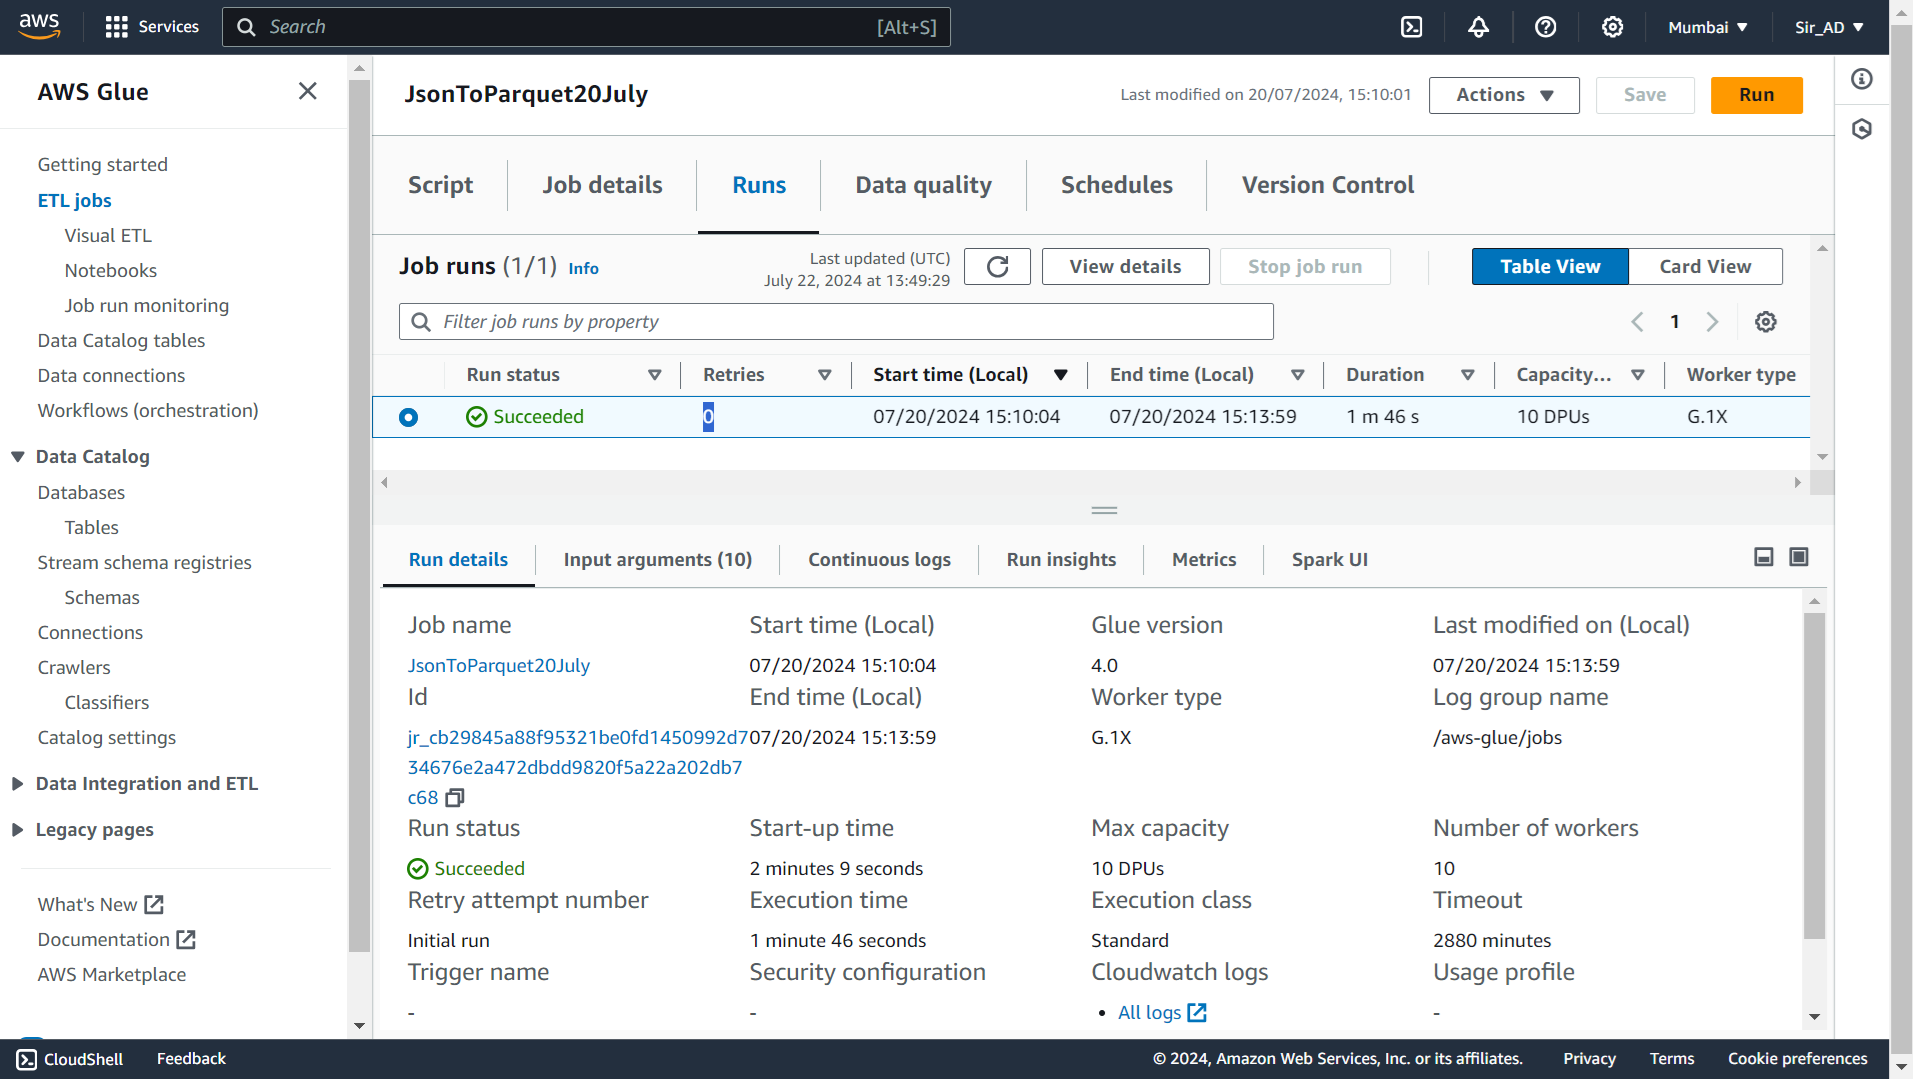 aws
Services
Search
[Alt+S]
Mumbai ▼
Sir_AD ▼
AWS Glue
Getting started
ETL jobs
Visual ETL
Notebooks
Job run monitoring
Data Catalog tables
Data connections
Workflows (orchestration)
Data Catalog
Databases
Tables
Stream schema registries
Schemas
Connections
Crawlers
Classifiers
Catalog settings
Data Integration and ETL
Legacy pages
What's New
Documentation
AWS Marketplace
JsonToParquet20July
Last modified on 20/07/2024, 15:10:01
Actions ▼
Save
Run
Script
Job details
Runs
Data quality
Schedules
Version Control
Job runs (1/1) Info
Last updated (UTC)
July 22, 2024 at 13:49:29
View details
Stop job run
Table View
Card View
Filter job runs by property
1
Run status
Retries
Start time (Local)
End time (Local)
Duration
Capacity...
Worker type
Succeeded
0
07/20/2024 15:10:04
07/20/2024 15:13:59
1 m 46 s
10 DPUs
G.1X
Run details
Input arguments (10)
Continuous logs
Run insights
Metrics
Spark UI
Job name
Start time (Local)
Glue version
Last modified on (Local)
JsonToParquet20July
07/20/2024 15:10:04
4.0
07/20/2024 15:13:59
Id
End time (Local)
Worker type
Log group name
jr_cb29845a88f95321be0fd1450992d7
34676e2a472dbdd9820f5a22a202db7
c68
07/20/2024 15:13:59
G.1X
/aws-glue/jobs
Run status
Start-up time
Max capacity
Number of workers
Succeeded
2 minutes 9 seconds
10 DPUs
10
Retry attempt number
Execution time
Execution class
Timeout
Initial run
1 minute 46 seconds
Standard
2880 minutes
Trigger name
Security configuration
Cloudwatch logs
Usage profile
-
-
• All logs
-
CloudShell
Feedback
© 2024, Amazon Web Services, Inc. or its affiliates.
Privacy
Terms
Cookie preferences